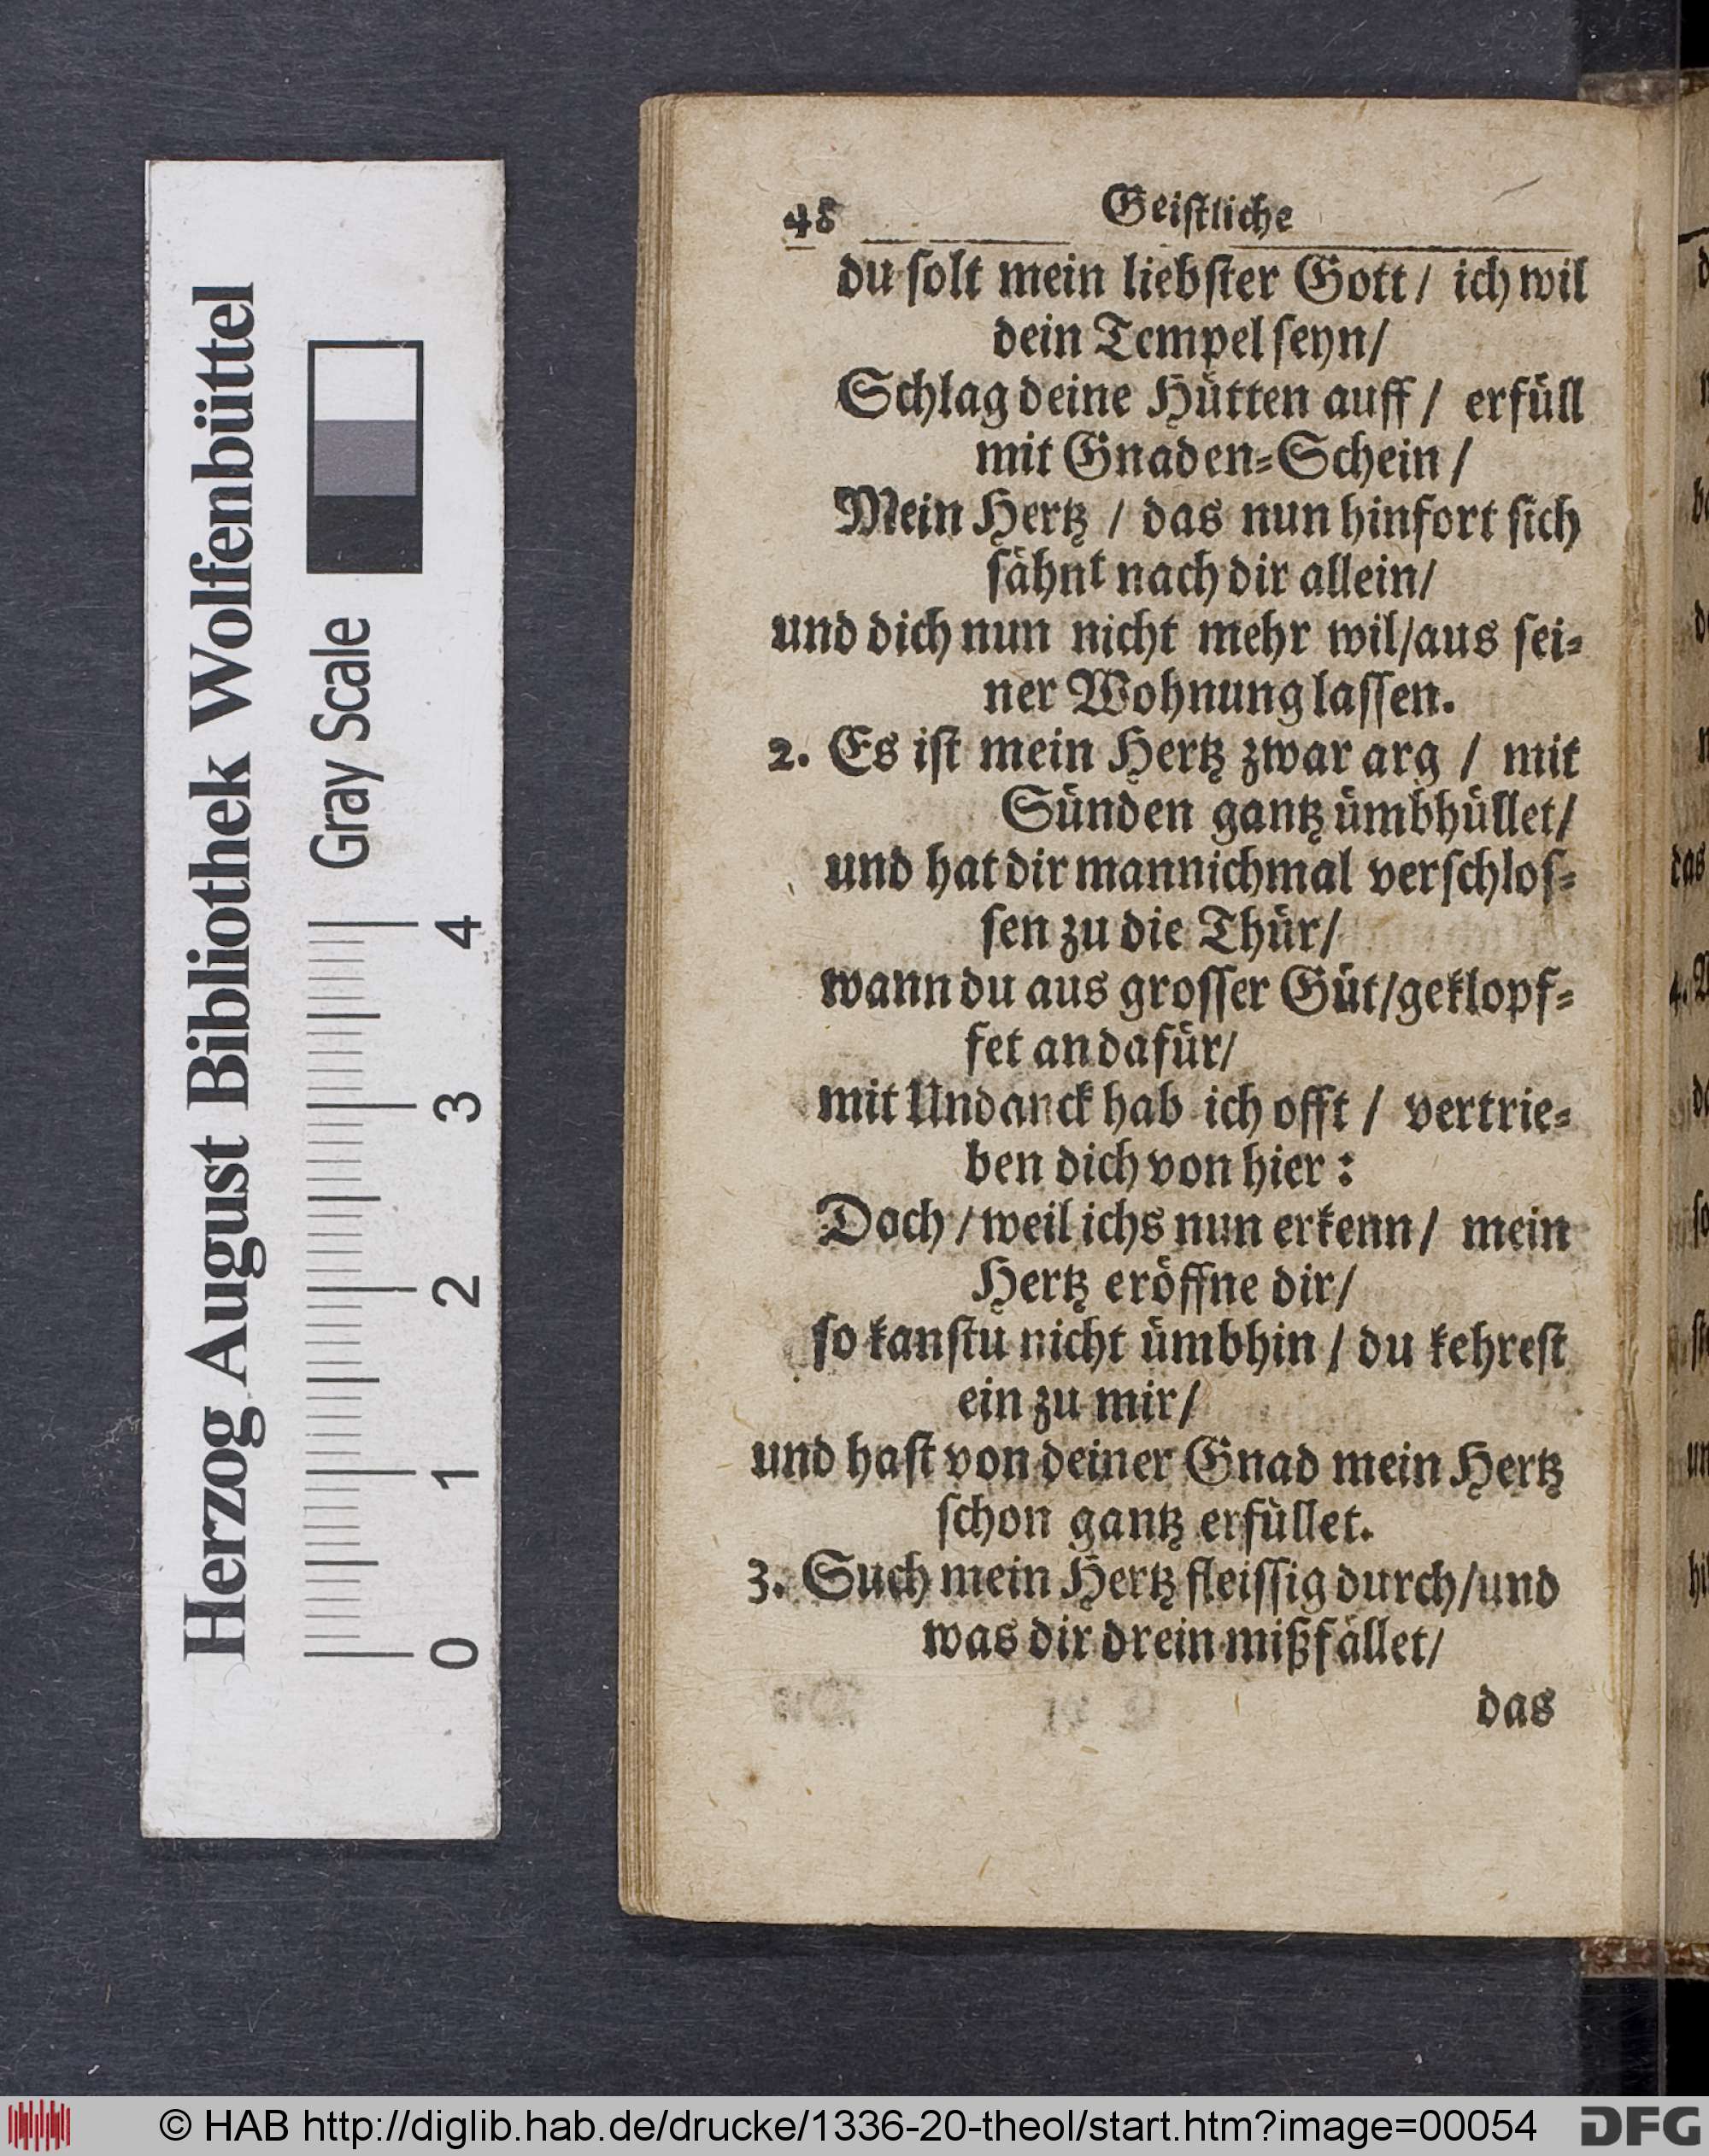 Herzog August Bibliothek Wolfenbüttel
Gray Scale
0 1 2 3 4
48 Geiſtliche
du ſolt mein liebſter Gott/ ich wil
dein Tempel ſeyn/
Schlag deine Hütten auff / erfüll
mit Gnaden-Schein /
Mein Hertz / das nun hinfort ſich
ſähnt nach dir allein/
und dich nun nicht mehr wil/aus ſei-
ner Wohnung laſſen.
2. Es iſt mein Hertz zwar arg / mit
Sünden gantz ümbhüllet/
und hat dir mannichmal verſchloſ-
ſen zu die Thür/
wann du aus groſſer Güt/geklopf-
fet an dafür/
mit Undanck hab ich offt / vertrie-
ben dich von hier :
Doch / weil ichs nun erkenn/ mein
Hertz eröffne dir/
ſo kanſtu nicht ümbhin / du kehreſt
ein zu mir/
und haſt von deiner Gnad mein Hertz
ſchon gantz erfüllet.
3. Such mein Hertz fleiſſig durch/und
was dir drein mißfället/
das
das
© HAB http://diglib.hab.de/drucke/1336-20-theol/start.htm?image=00054
DFG